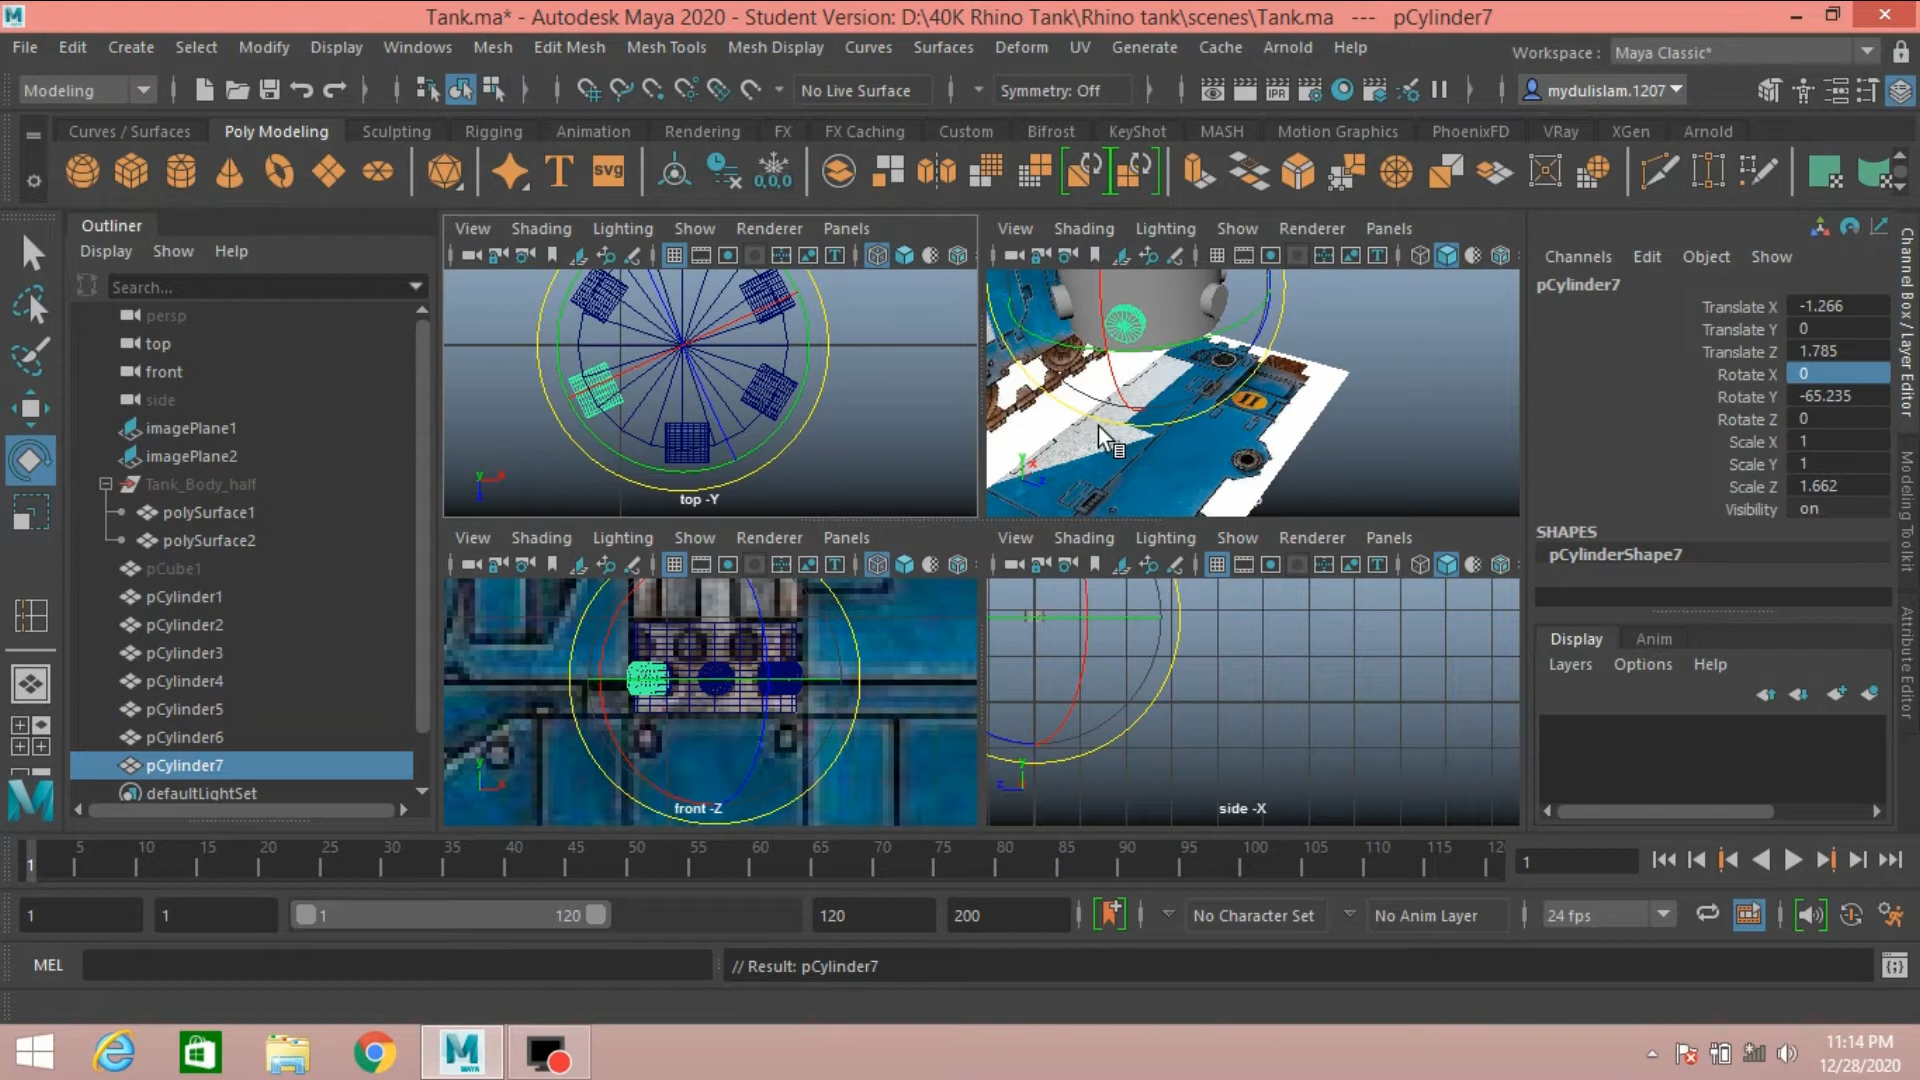 Tank.ma* - Autodesk Maya 2020 - Student Version: D:\40K Rhino Tank\Rhino tank\scenes\Tank.ma --- pCylinder7
File Edit Create Select Modify Display Windows Mesh Edit Mesh Mesh Tools Mesh Display Curves Surfaces Deform UV Generate Cache Arnold Help
Workspace : Maya Classic*
Modeling
No Live Surface
Symmetry: Off
IPR
mydulislam.1207
Curves / Surfaces Poly Modeling Sculpting Rigging Animation Rendering FX FX Caching Custom Bifrost KeyShot MASH Motion Graphics PhoenixFD VRay XGen Arnold
T
SVG
0,0,0
Outliner
Display Show Help
Search...
persp
top
front
side
imagePlane1
imagePlane2
Tank_Body_half
polySurface1
polySurface2
pCube1
pCylinder1
pCylinder2
pCylinder3
pCylinder4
pCylinder5
pCylinder6
pCylinder7
defaultLightSet
View Shading Lighting Show Renderer Panels
top -Y
View Shading Lighting Show Renderer Panels
View Shading Lighting Show Renderer Panels
front -Z
View Shading Lighting Show Renderer Panels
side -X
Channels Edit Object Show
pCylinder7
Translate X -1.266
Translate Y 0
Translate Z 1.785
Rotate X 0
Rotate Y -65.235
Rotate Z 0
Scale X 1
Scale Y 1
Scale Z 1.662
Visibility on
SHAPES
pCylinderShape7
Display Anim
Layers Options Help
Channel Box / Layer Editor
Modeling Toolkit
Attribute Editor
1 5 10 15 20 25 30 35 40 45 50 55 60 65 70 75 80 85 90 95 100 105 110 115 12
1
1 1 1 120 120 200
No Character Set
No Anim Layer
24 fps
MEL
// Result: pCylinder7
MAYA
11:14 PM
12/28/2020